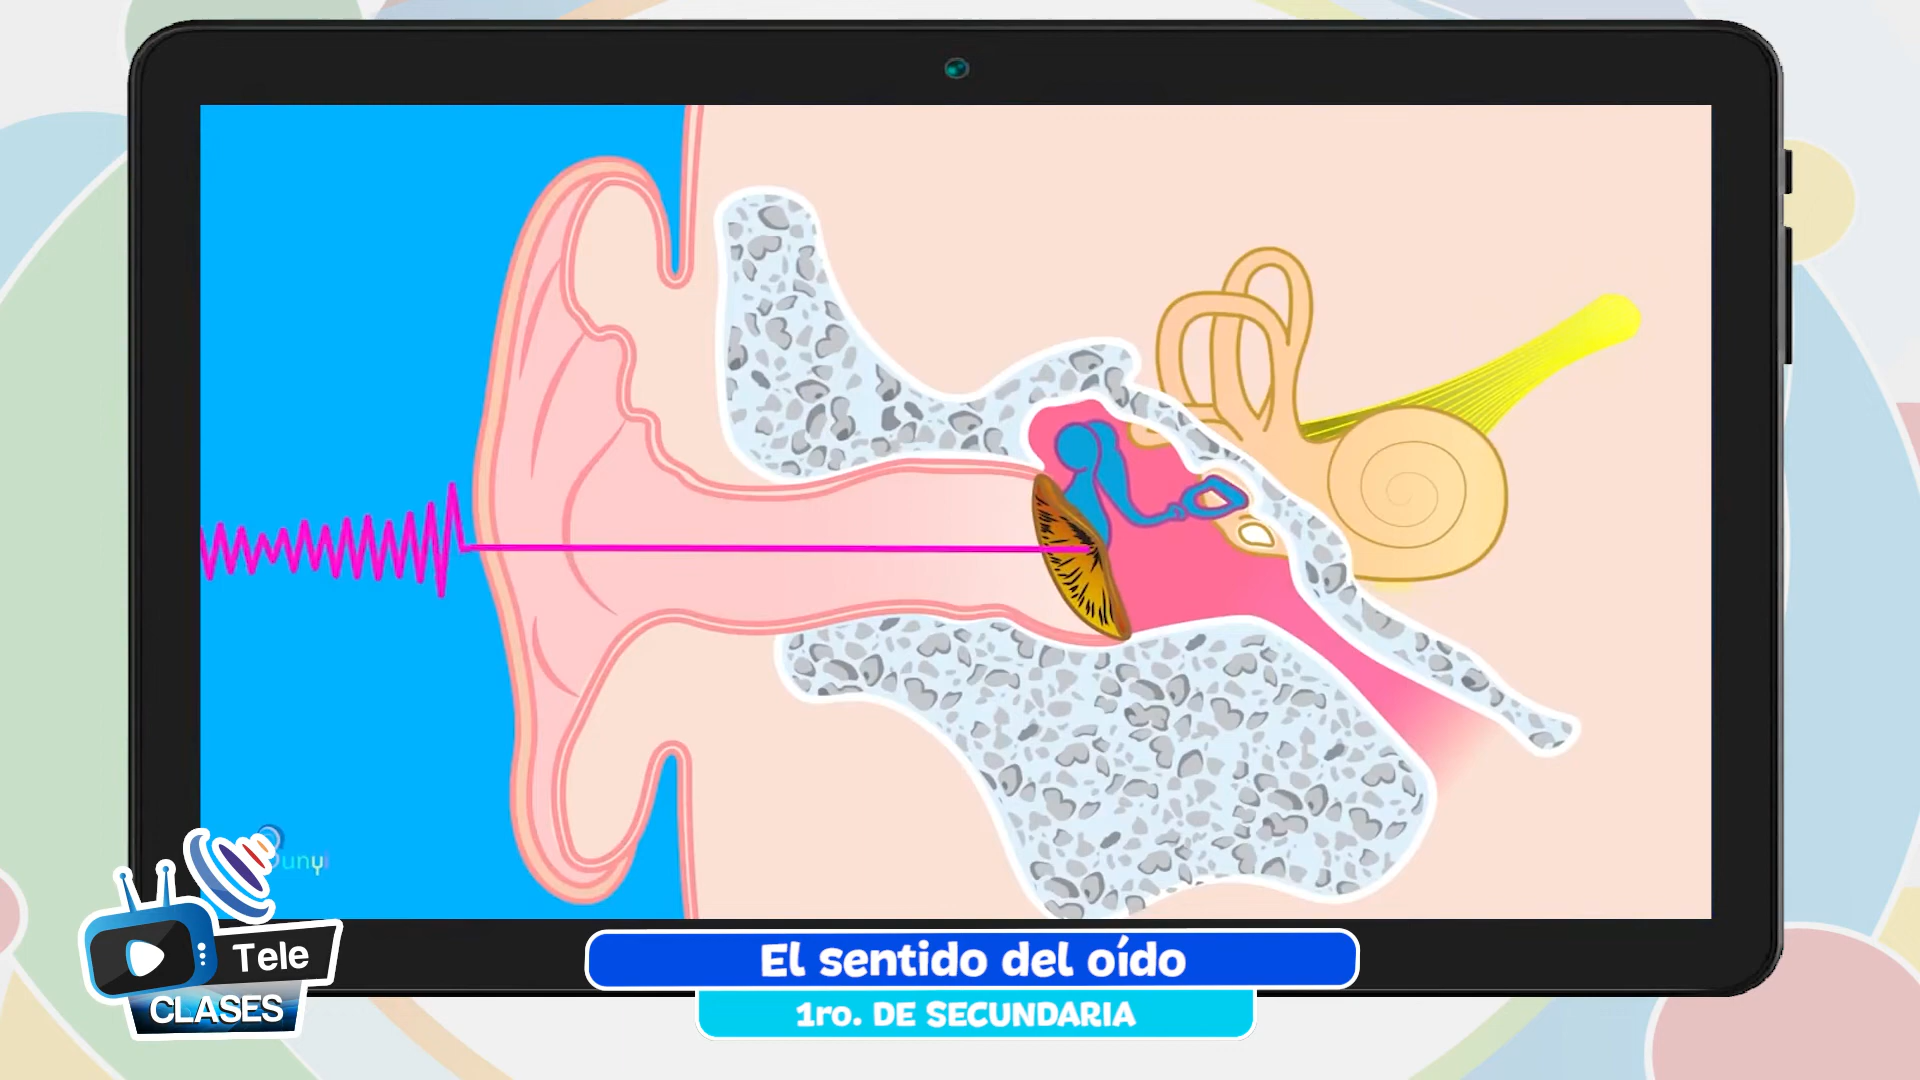 Tele
CLASES
El sentido del oído
1ro. DE SECUNDARIA